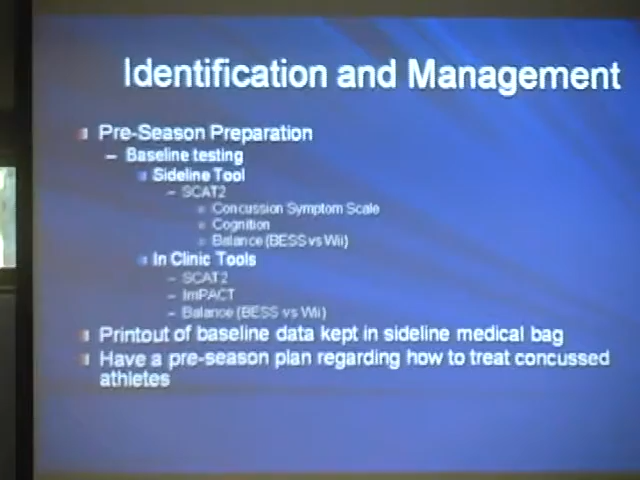 Identification and Management
Pre-Season Preparation
– Baseline testing
Sideline Tool
– SCAT2
Concussion Symptom Scale
Cognition
Balance (BESS vs Wii)
In Clinic Tools
– SCAT2
– ImPACT
– Balance (BESS vs Wii)
Printout of baseline data kept in sideline medical bag
Have a pre-season plan regarding how to treat concussed
athletes